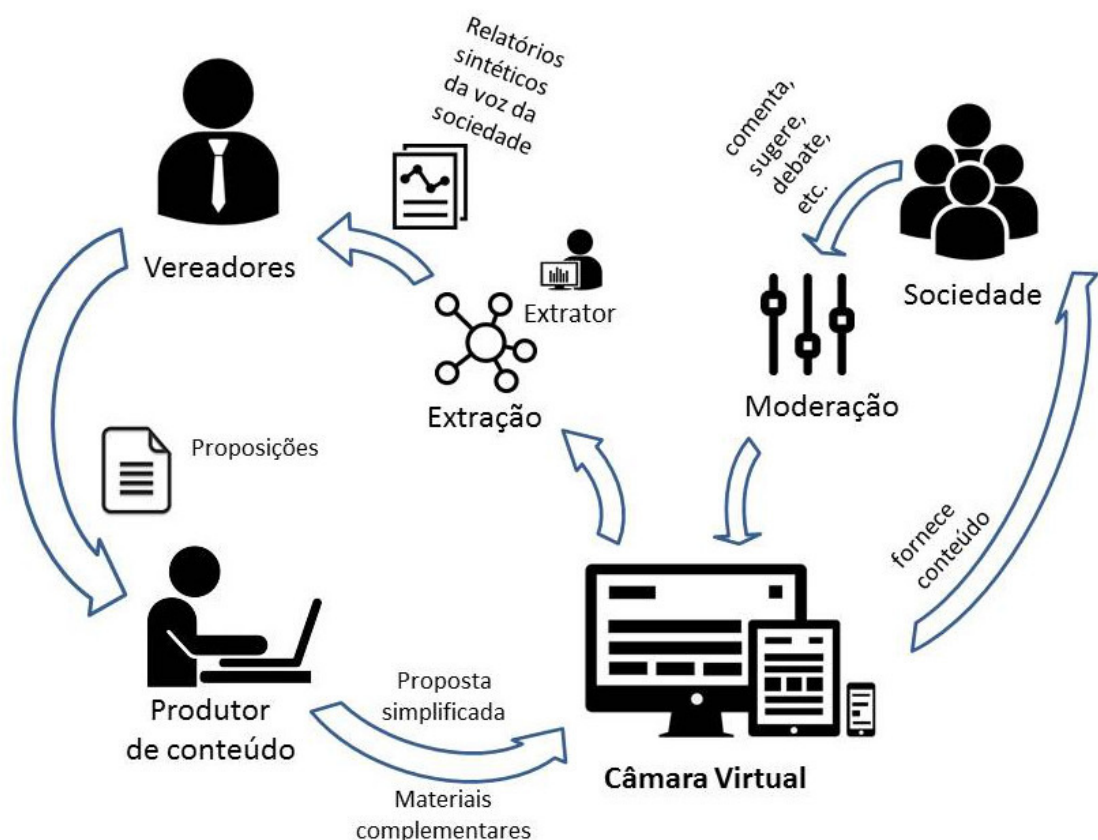 Relatórios
sintéticos
da voz da
sociedade
comenta,
sugere,
debate,
etc.
Vereadores
Extrator
Sociedade
Extração
Moderação
Proposições
fornece
conteúdo
Produtor
de conteúdo
Proposta
simplificada
Materiais
complementares
Câmara Virtual